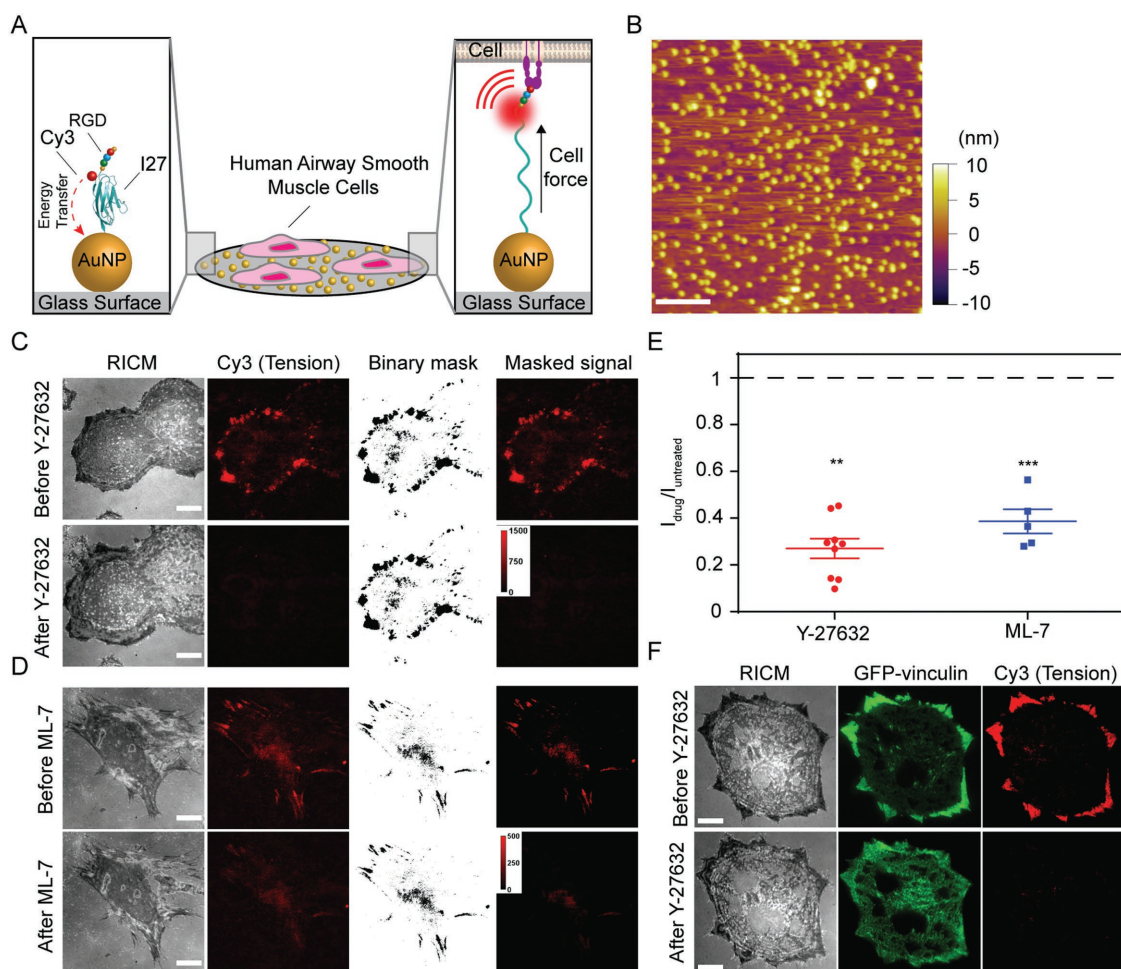 A
Cy3
RGD
I27
Energy
Transfer
AuNP
Glass Surface
Human Airway Smooth
Muscle Cells
Cell
Cell
force
AuNP
Glass Surface
B
(nm)
10
5
0
-5
-10
C
RICM
Cy3 (Tension)
Binary mask
Masked signal
Before Y-27632
After Y-27632
1500
750
0
D
Before ML-7
After ML-7
500
250
0
E
I_drug/I_untreated
1
0.8
0.6
0.4
0.2
0
**
***
Y-27632
ML-7
F
RICM
GFP-vinculin
Cy3 (Tension)
Before Y-27632
After Y-27632